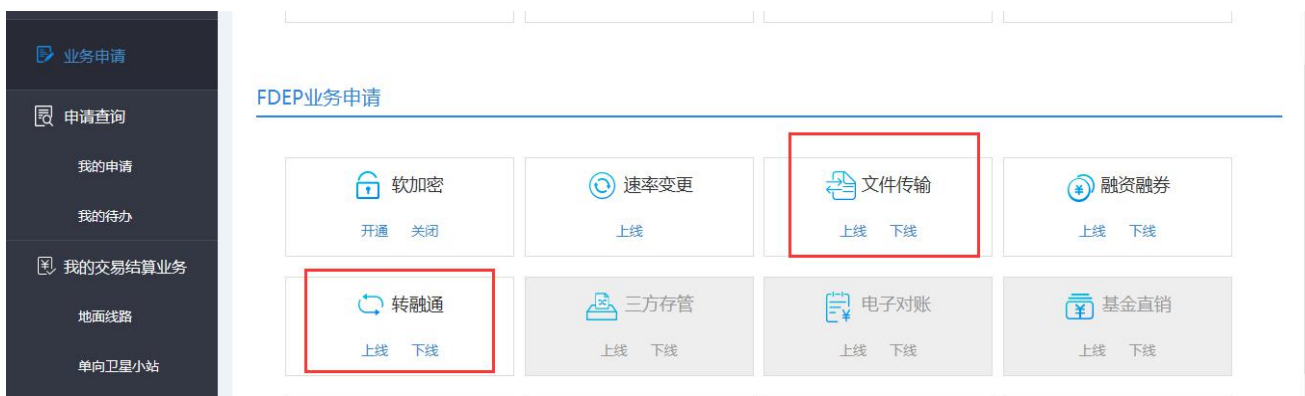 业务申请
申请查询
我的申请
我的待办
我的交易结算业务
地面线路
单向卫星小站
FDEP业务申请
软加密
开通 关闭
速率变更
上线
文件传输
上线 下线
融资融券
上线 下线
转融通
上线 下线
三方存管
上线 下线
电子对账
上线 下线
基金直销
上线 下线